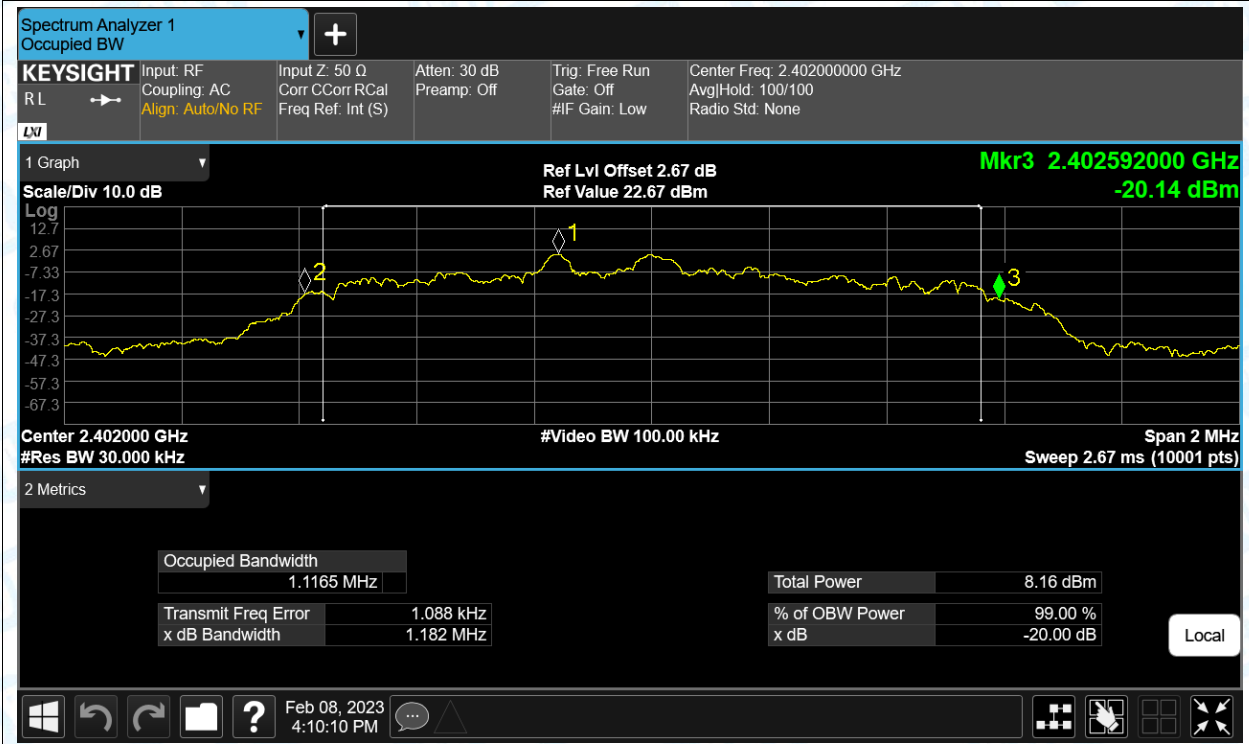 Spectrum Analyzer 1
Occupied BW
KEYSIGHT
R L
LXI
Input: RF
Coupling: AC
Align: Auto/No RF
Input Z: 50 Ω
Corr CCorr RCal
Freq Ref: Int (S)
Atten: 30 dB
Preamp: Off
Trig: Free Run
Gate: Off
#IF Gain: Low
Center Freq: 2.402000000 GHz
Avg|Hold: 100/100
Radio Std: None
1 Graph
Scale/Div 10.0 dB
Ref Lvl Offset 2.67 dB
Ref Value 22.67 dBm
Mkr3 2.402592000 GHz
-20.14 dBm
Log
12.7
2.67
-7.33
-17.3
-27.3
-37.3
-47.3
-57.3
-67.3
1
2
3
Center 2.402000 GHz
#Res BW 30.000 kHz
#Video BW 100.00 kHz
Span 2 MHz
Sweep 2.67 ms (10001 pts)
2 Metrics
Occupied Bandwidth
1.1165 MHz
Transmit Freq Error 1.088 kHz
x dB Bandwidth 1.182 MHz
Total Power 8.16 dBm
% of OBW Power 99.00 %
x dB -20.00 dB
Local
?
Feb 08, 2023
4:10:10 PM